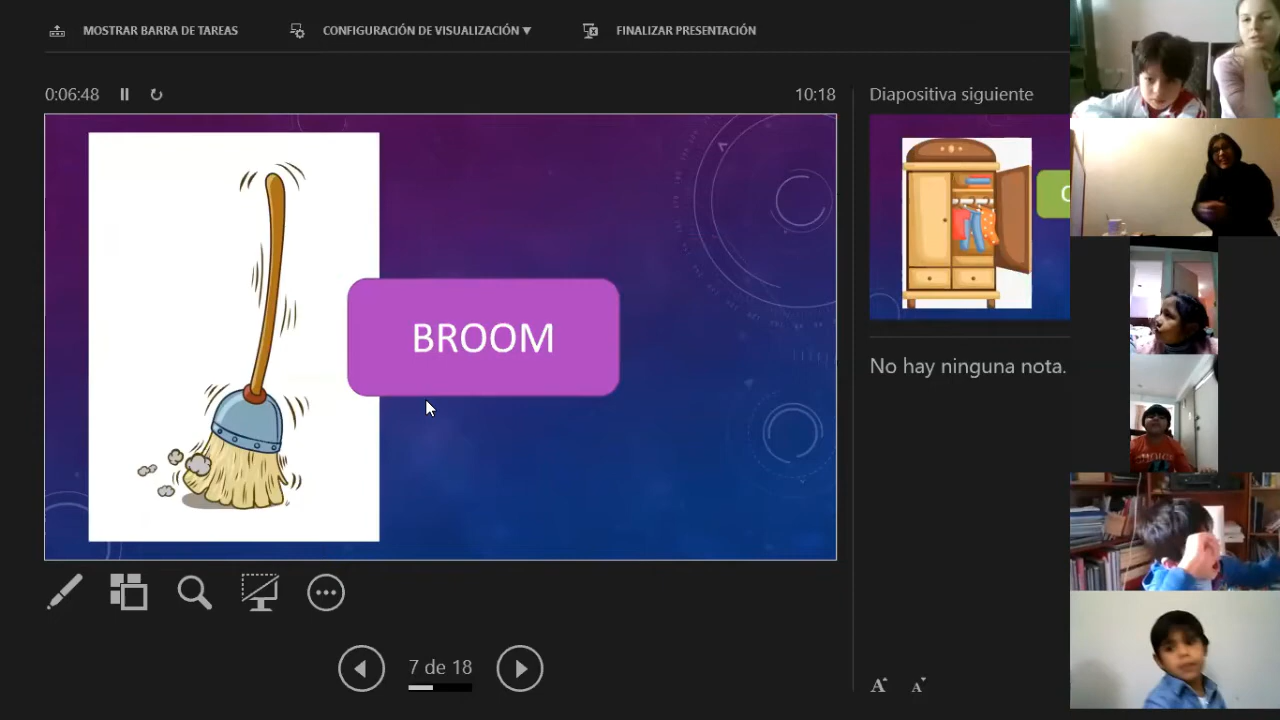 MOSTRAR BARRA DE TAREAS
CONFIGURACIÓN DE VISUALIZACIÓN ▼
FINALIZAR PRESENTACIÓN
0:06:48
10:18
Diapositiva siguiente
BROOM
No hay ninguna nota.
7 de 18
A
A